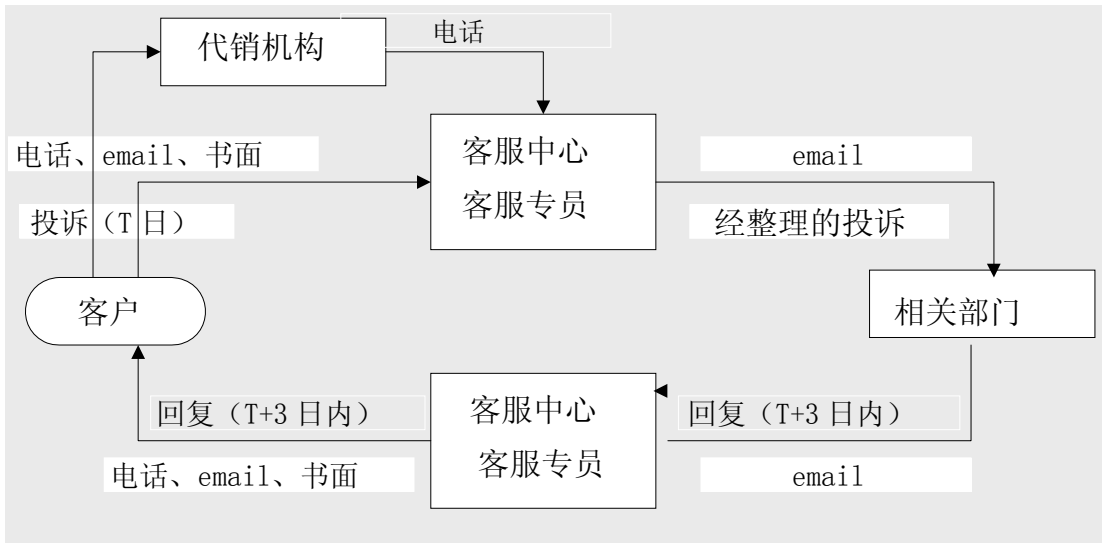 代销机构
电话
客服中心
客服专员
电话、email、书面
email
投诉（T 日）
经整理的投诉
客户
相关部门
客服中心
客服专员
回复（T+3 日内）
回复（T+3 日内）
电话、email、书面
email